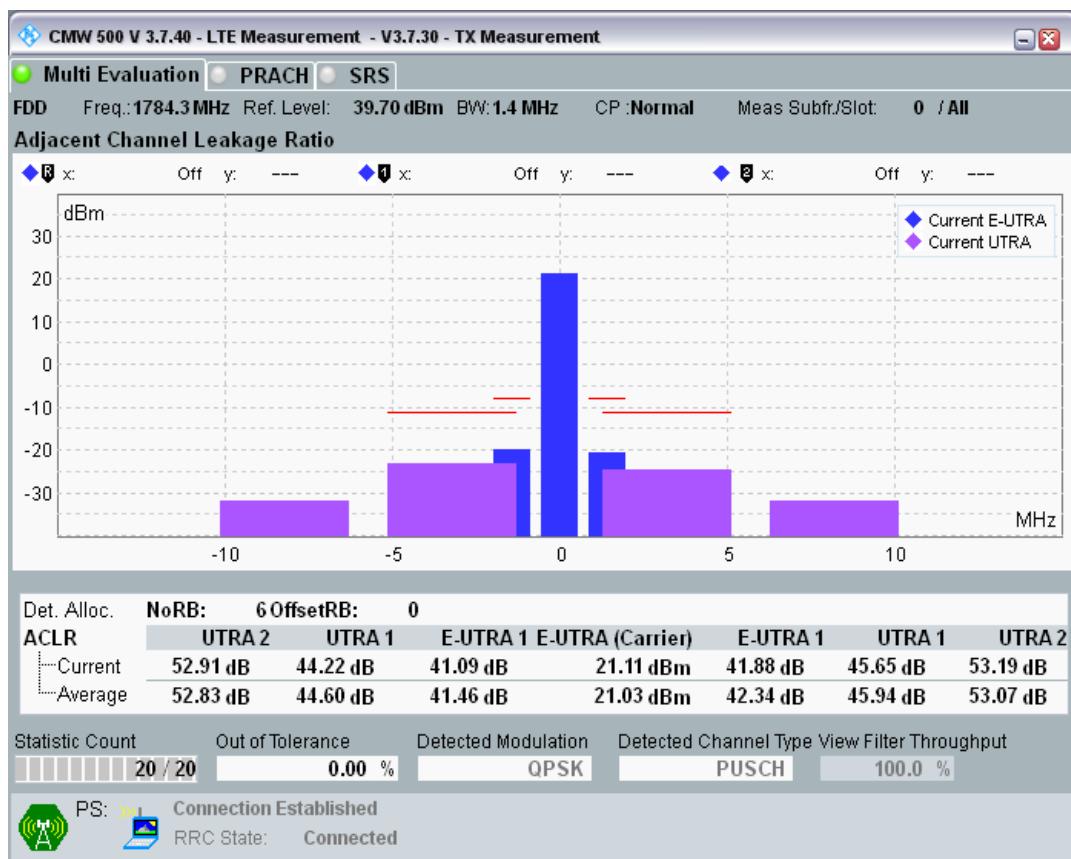 CMW 500 V 3.7.40 - LTE Measurement - V3.7.30 - TX Measurement
Multi Evaluation PRACH SRS
FDD Freq.: 1784.3 MHz Ref. Level: 39.70 dBm BW: 1.4 MHz CP :Normal Meas Subfr./Slot: 0 / All
Adjacent Channel Leakage Ratio
R x: Off y: --- 1 x: Off y: --- 2 x: Off y: ---
dBm
Current E-UTRA
Current UTRA
30
20
10
0
-10
-20
-30
MHz
-10 -5 0 5 10
Det. Alloc. NoRB: 6 OffsetRB: 0
ACLR UTRA 2 UTRA 1 E-UTRA 1 E-UTRA (Carrier) E-UTRA 1 UTRA 1 UTRA 2
Current 52.91 dB 44.22 dB 41.09 dB 21.11 dBm 41.88 dB 45.65 dB 53.19 dB
Average 52.83 dB 44.60 dB 41.46 dB 21.03 dBm 42.34 dB 45.94 dB 53.07 dB
Statistic Count Out of Tolerance Detected Modulation Detected Channel Type View Filter Throughput
20 / 20 0.00 % QPSK PUSCH 100.0 %
PS: Connection Established
RRC State: Connected